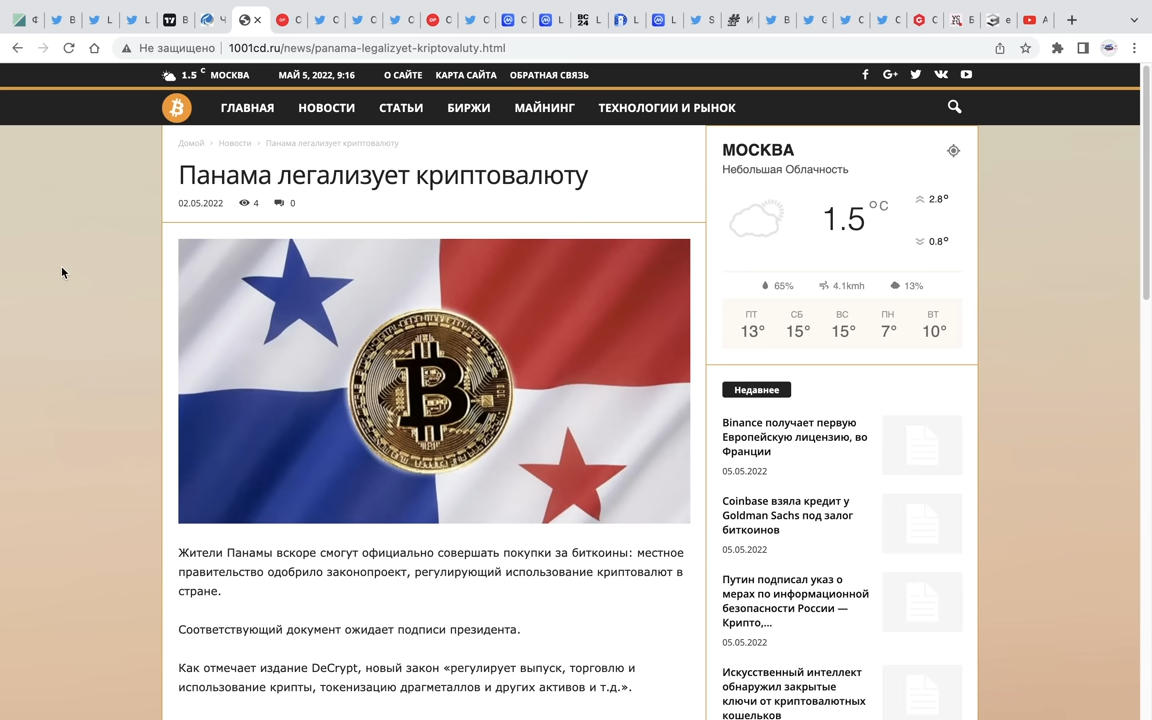 Не защищено
1001cd.ru/news/panama-legalizyet-kriptovaluty.html
1.5 C МОСКВА МАЙ 5, 2022, 9:16 О САЙТЕ КАРТА САЙТА ОБРАТНАЯ СВЯЗЬ
ГЛАВНАЯ НОВОСТИ СТАТЬИ БИРЖИ МАЙНИНГ ТЕХНОЛОГИИ И РЫНОК
Домой › Новости › Панама легализует криптовалюту
Панама легализует криптовалюту
02.05.2022 4 0
Жители Панамы вскоре смогут официально совершать покупки за биткоины: местное
правительство одобрило законопроект, регулирующий использование криптовалют в
стране.
Соответствующий документ ожидает подписи президента.
Как отмечает издание DeCrypt, новый закон «регулирует выпуск, торговлю и
использование крипты, токенизацию драгметаллов и других активов и т.д.».
МОСКВА
Небольшая Облачность
1.5 °C
2.8°
0.8°
65% 4.1kmh 13%
ПТ СБ ВС ПН ВТ
13° 15° 15° 7° 10°
Недавнее
Binance получает первую
Европейскую лицензию, во
Франции
05.05.2022
Coinbase взяла кредит у
Goldman Sachs под залог
биткоинов
05.05.2022
Путин подписал указ о
мерах по информационной
безопасности России —
Крипто,...
05.05.2022
Искусственный интеллект
обнаружил закрытые
ключи от криптовалютных
кошельков